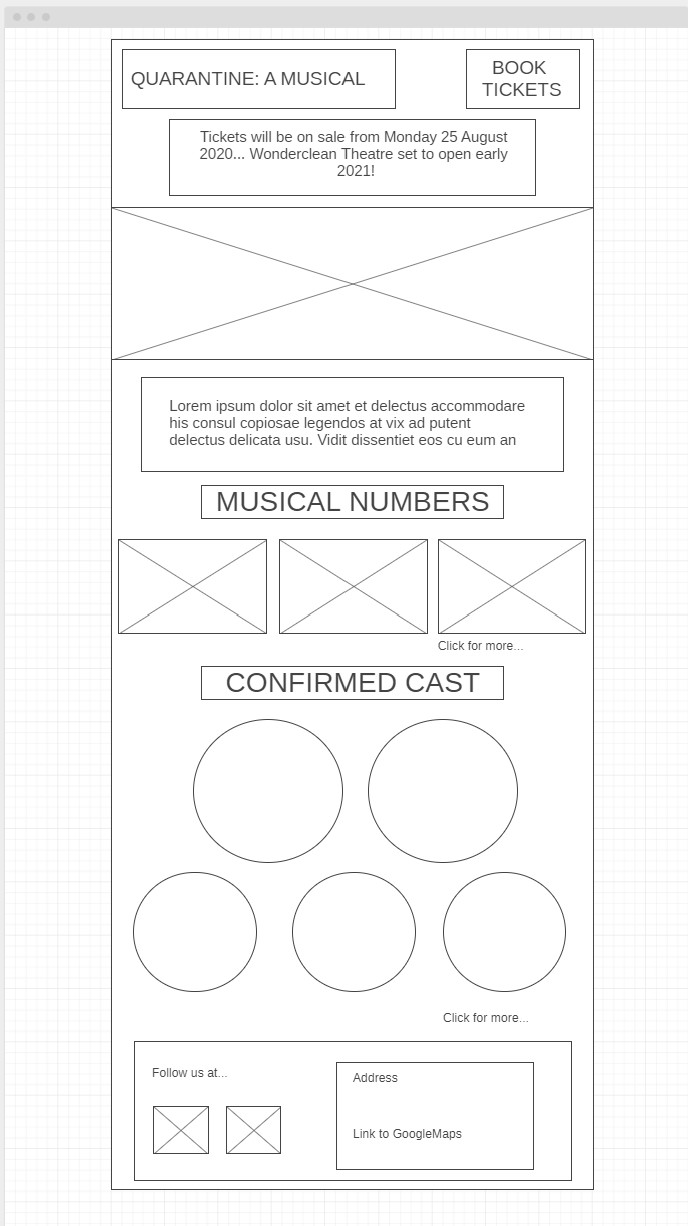 QUARANTINE: A MUSICAL
BOOK
TICKETS
Tickets will be on sale from Monday 25 August
2020... Wonderclean Theatre set to open early
2021!
Lorem ipsum dolor sit amet et delectus accommodare
his consul copiosae legendos at vix ad putent
delectus delicata usu. Vidit dissentiet eos cu eum an
MUSICAL NUMBERS
Click for more...
CONFIRMED CAST
Click for more...
Follow us at...
Address
Link to GoogleMaps